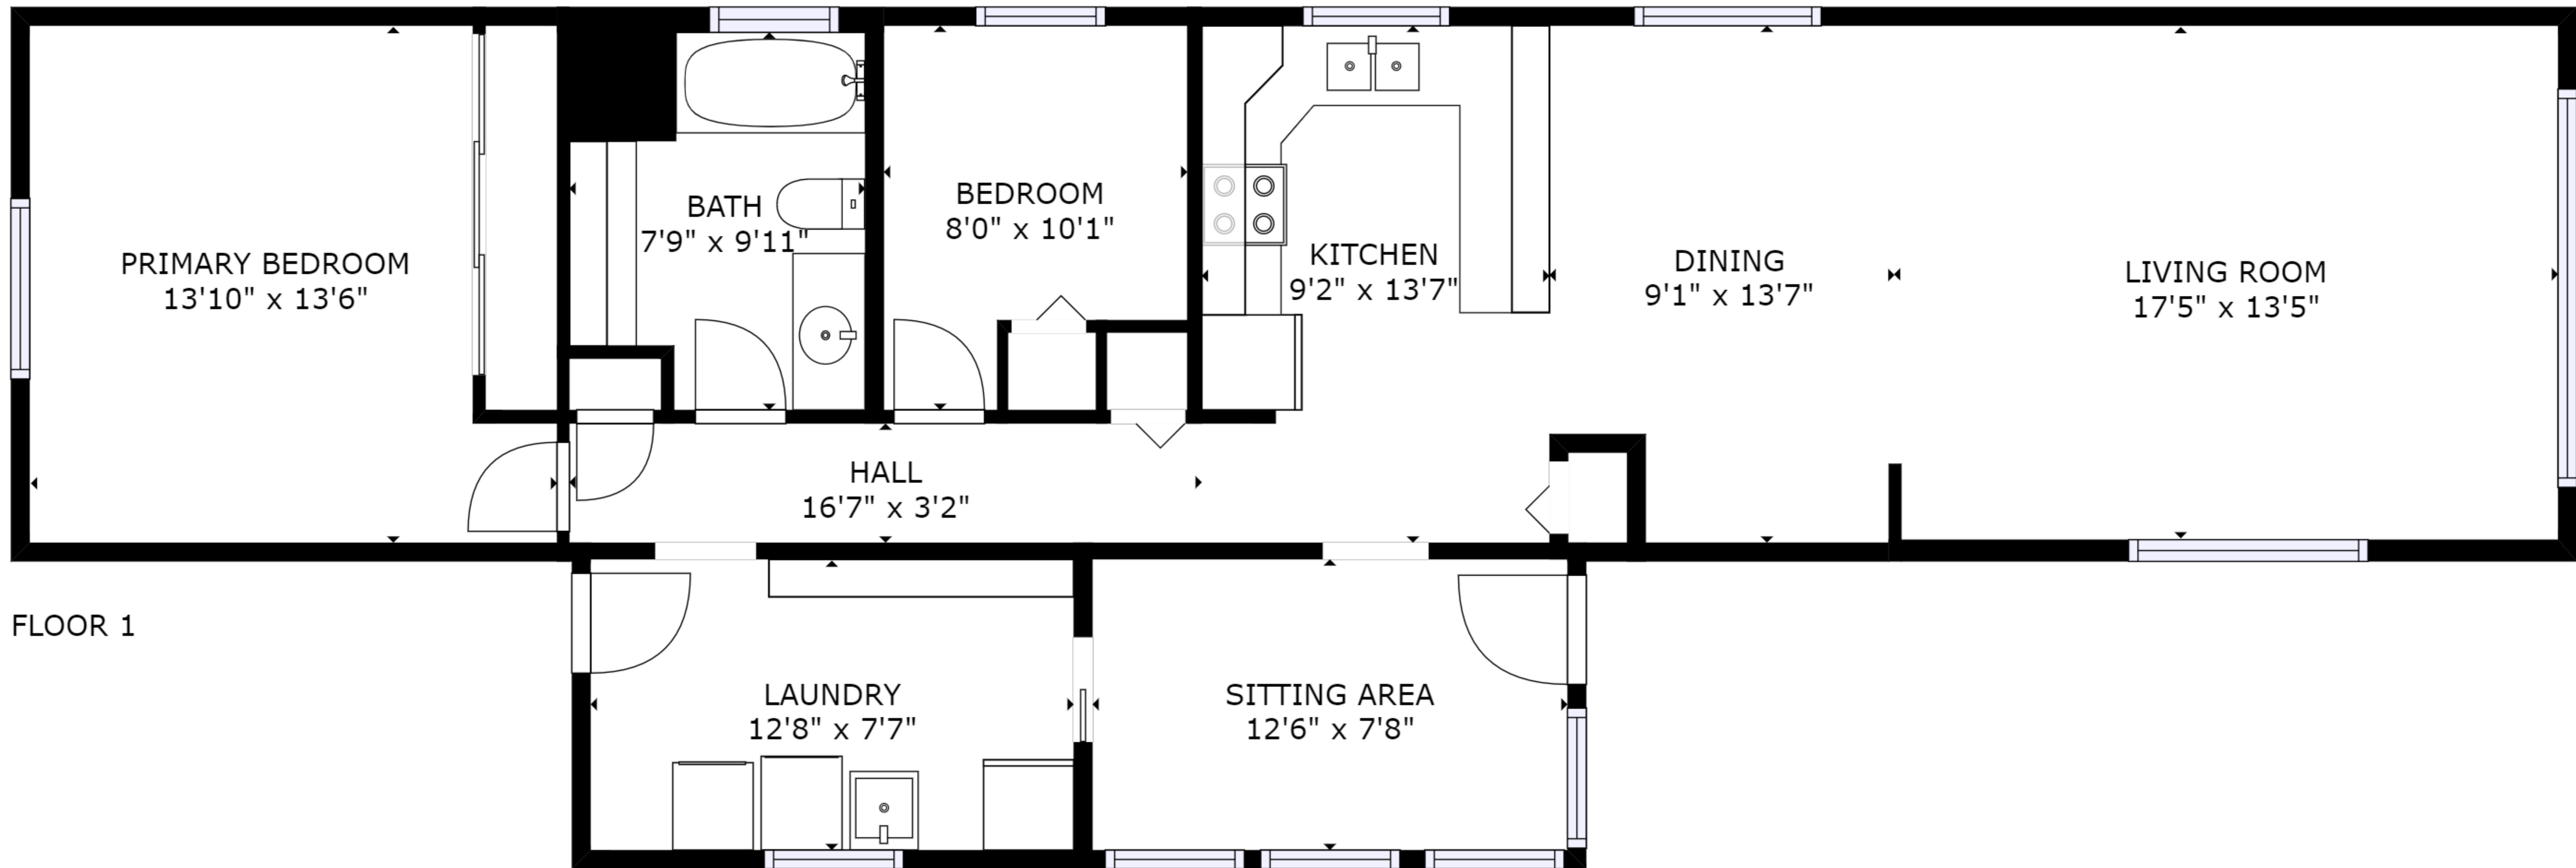 PRIMARY BEDROOM
13'10" x 13'6"
BATH
7'9" x 9'11"
BEDROOM
8'0" x 10'1"
KITCHEN
9'2" x 13'7"
DINING
9'1" x 13'7"
LIVING ROOM
17'5" x 13'5"
HALL
16'7" x 3'2"
FLOOR 1
LAUNDRY
12'8" x 7'7"
SITTING AREA
12'6" x 7'8"